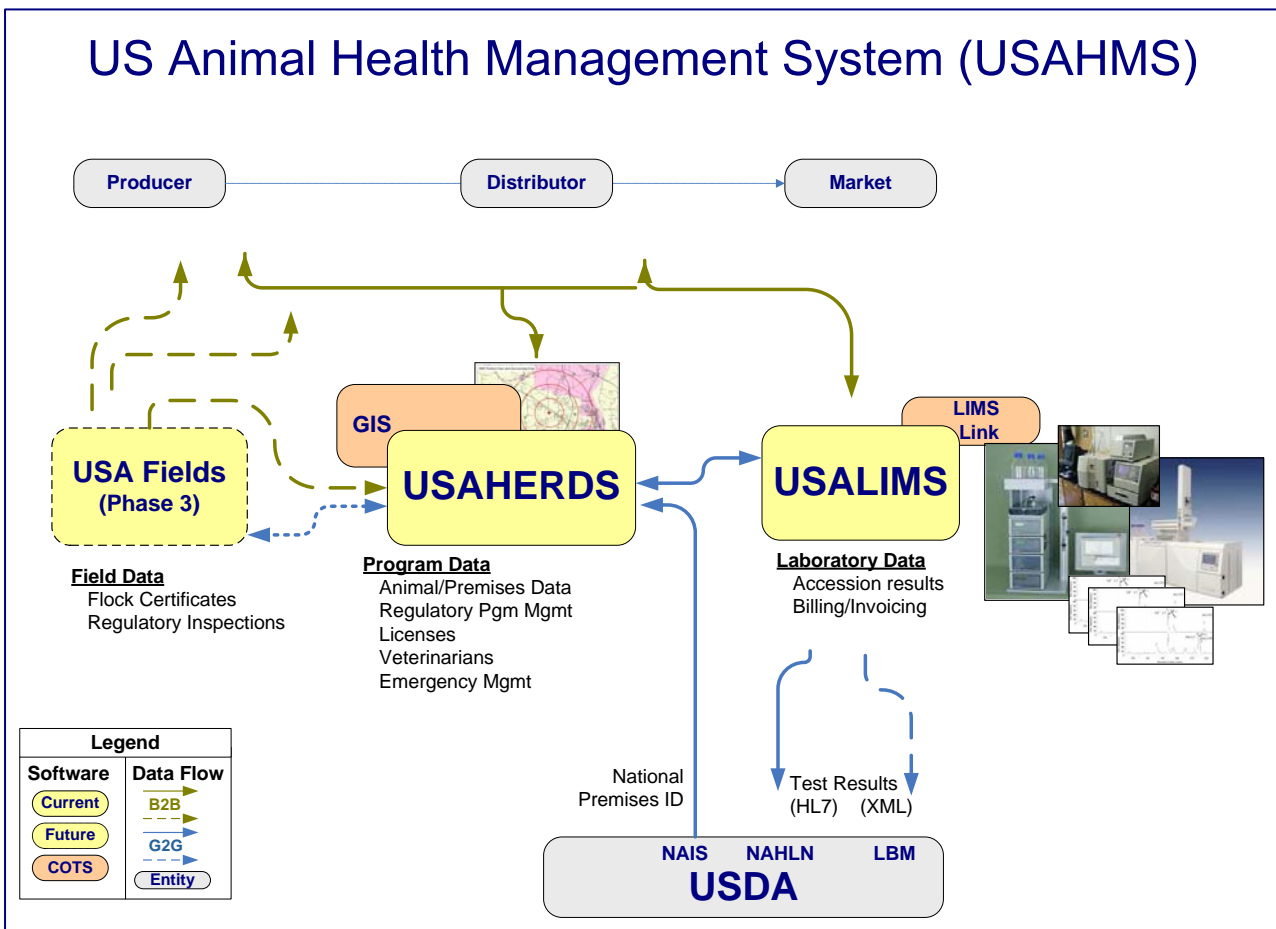 US Animal Health Management System (USAHMS)
Producer
Distributor
Market
GIS
LIMS
Link
USA Fields
(Phase 3)
USAHERDS
USALIMS
Field Data
Flock Certificates
Regulatory Inspections
Program Data
Animal/Premises Data
Regulatory Pgm Mgmt
Licenses
Veterinarians
Emergency Mgmt
Laboratory Data
Accession results
Billing/Invoicing
National
Premises ID
Test Results
(HL7) (XML)
NAIS NAHLN LBM
USDA
Legend
Software Data Flow
Current
B2B
Future
G2G
COTS
Entity